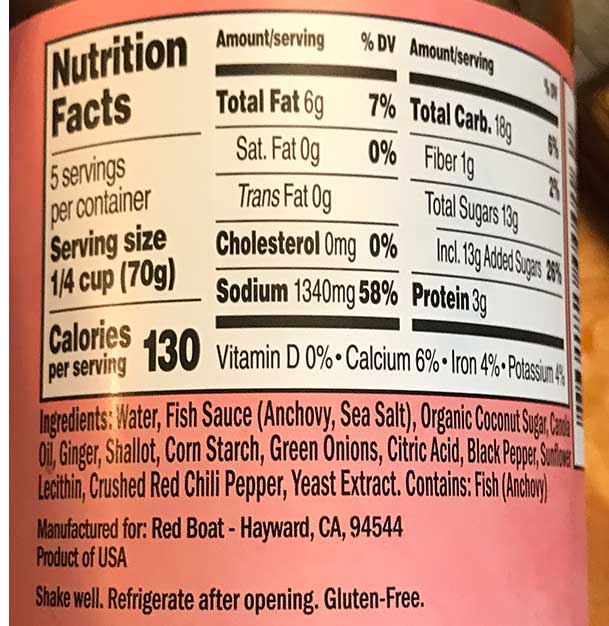 Nutrition
Facts
5 servings
per container
Serving size
1/4 cup (70g)
Calories
per serving 130
Amount/serving % DV
Total Fat 6g 7%
Sat. Fat 0g 0%
Trans Fat 0g
Cholesterol 0mg 0%
Sodium 1340mg 58%
Amount/serving % DV
Total Carb. 18g 6%
Fiber 1g 2%
Total Sugars 13g
Incl. 13g Added Sugars 26%
Protein 3g
Vitamin D 0% • Calcium 6% • Iron 4% • Potassium 4%
Ingredients: Water, Fish Sauce (Anchovy, Sea Salt), Organic Coconut Sugar, Canola
Oil, Ginger, Shallot, Corn Starch, Green Onions, Citric Acid, Black Pepper, Sunflower
Lecithin, Crushed Red Chili Pepper, Yeast Extract. Contains: Fish (Anchovy)
Manufactured for: Red Boat - Hayward, CA, 94544
Product of USA
Shake well. Refrigerate after opening. Gluten-Free.